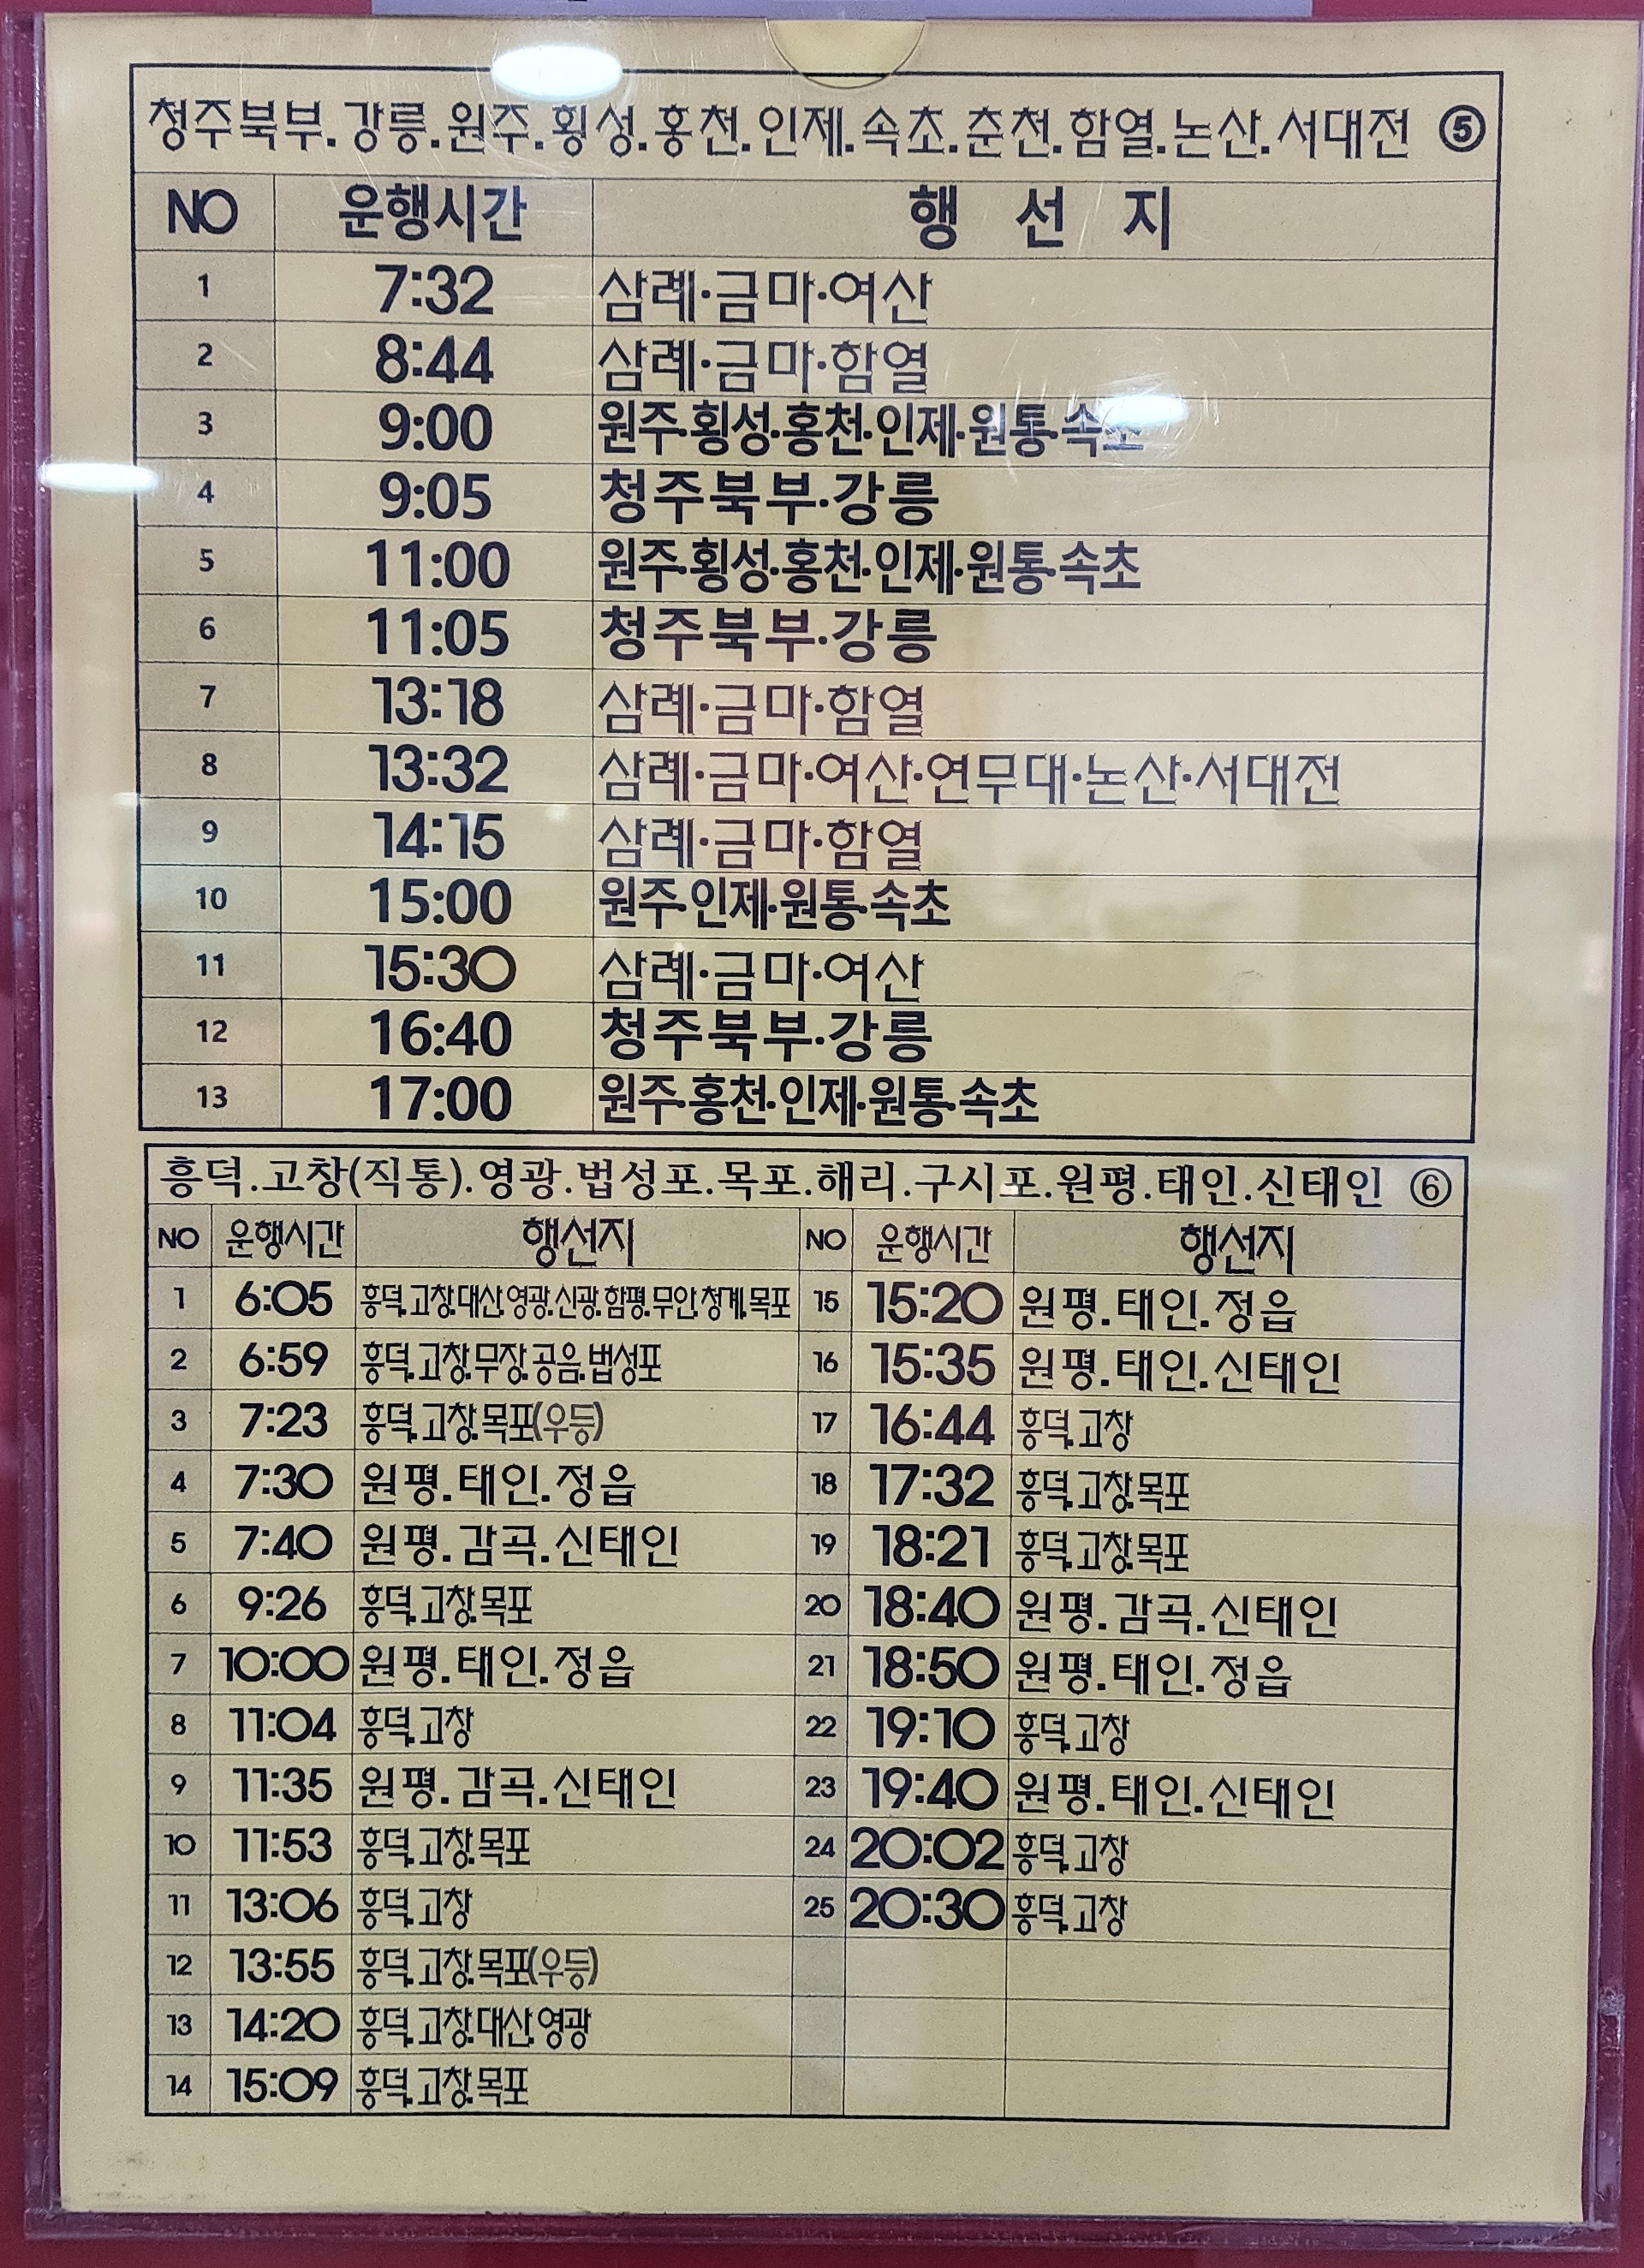 청주북부.강릉.원주.횡성.홍천.인제.속초.춘천.함열.논산.서대전 ⑤
NO 운행시간 행 선 지
1 7:32 삼례·금마·여산
2 8:44 삼례·금마·함열
3 9:00 원주·횡성·홍천·인제·원통·속초
4 9:05 청주북부·강릉
5 11:00 원주·횡성·홍천·인제·원통·속초
6 11:05 청주북부·강릉
7 13:18 삼례·금마·함열
8 13:32 삼례·금마·여산·연무대·논산·서대전
9 14:15 삼례·금마·함열
10 15:00 원주·인제·원통·속초
11 15:30 삼례·금마·여산
12 16:40 청주북부·강릉
13 17:00 원주·홍천·인제·원통·속초
흥덕.고창(직통).영광.법성포.목포.해리.구시포.원평.태인.신태인 ⑥
NO 운행시간 행선지 NO 운행시간 행선지
1 6:05 흥덕.고창.대산.영광.신광.함평.무안.청계.목포 15 15:20 원평.태인.정읍
2 6:59 흥덕.고창.무장.공음.법성포 16 15:35 원평.태인.신태인
3 7:23 흥덕.고창.목포(우등) 17 16:44 흥덕.고창
4 7:30 원평.태인.정읍 18 17:32 흥덕.고창.목포
5 7:40 원평.감곡.신태인 19 18:21 흥덕.고창.목포
6 9:26 흥덕.고창.목포 20 18:40 원평.감곡.신태인
7 10:00 원평.태인.정읍 21 18:50 원평.태인.정읍
8 11:04 흥덕.고창 22 19:10 흥덕.고창
9 11:35 원평.감곡.신태인 23 19:40 원평.태인.신태인
10 11:53 흥덕.고창.목포 24 20:02 흥덕.고창
11 13:06 흥덕.고창 25 20:30 흥덕.고창
12 13:55 흥덕.고창.목포(우등)
13 14:20 흥덕.고창.대산.영광
14 15:09 흥덕.고창.목포